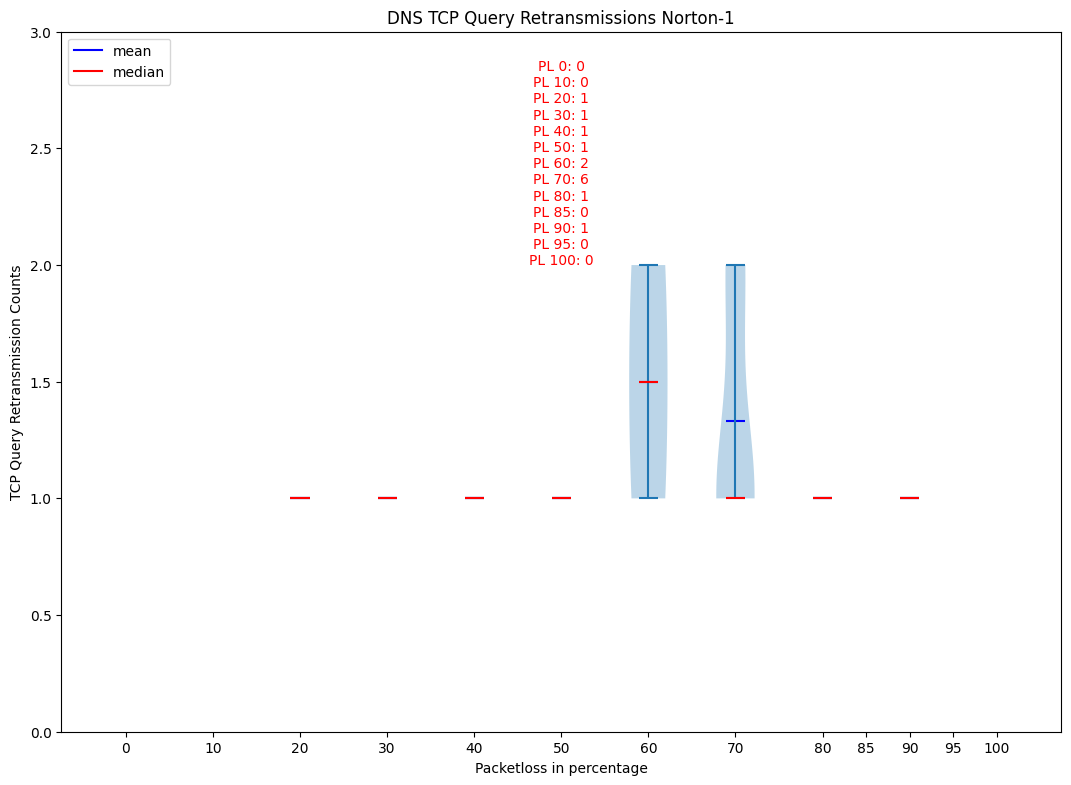 DNS TCP Query Retransmissions Norton-1
mean
median
PL 0: 0
PL 10: 0
PL 20: 1
PL 30: 1
PL 40: 1
PL 50: 1
PL 60: 2
PL 70: 6
PL 80: 1
PL 85: 0
PL 90: 1
PL 95: 0
PL 100: 0
TCP Query Retransmission Counts
3.0
2.5
2.0
1.5
1.0
0.5
0.0
0 10 20 30 40 50 60 70 80 85 90 95 100
Packetloss in percentage